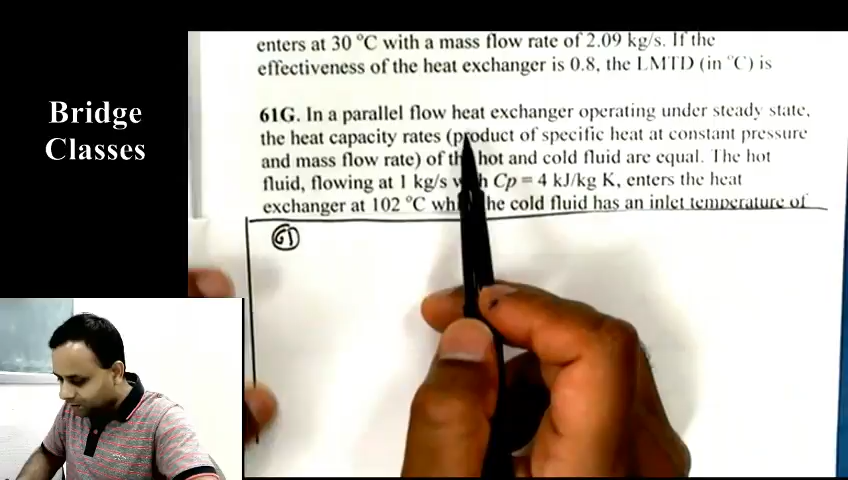 Bridge
Classes
enters at 30 °C with a mass flow rate of 2.09 kg/s. If the
effectiveness of the heat exchanger is 0.8, the LMTD (in °C) is
61G. In a parallel flow heat exchanger operating under steady state,
the heat capacity rates (product of specific heat at constant pressure
and mass flow rate) of hot and cold fluid are equal. The hot
fluid, flowing at 1 kg/s Cp = 4 kJ/kg K, enters the heat
exchanger at 102 °C the cold fluid has an inlet temperature of
61